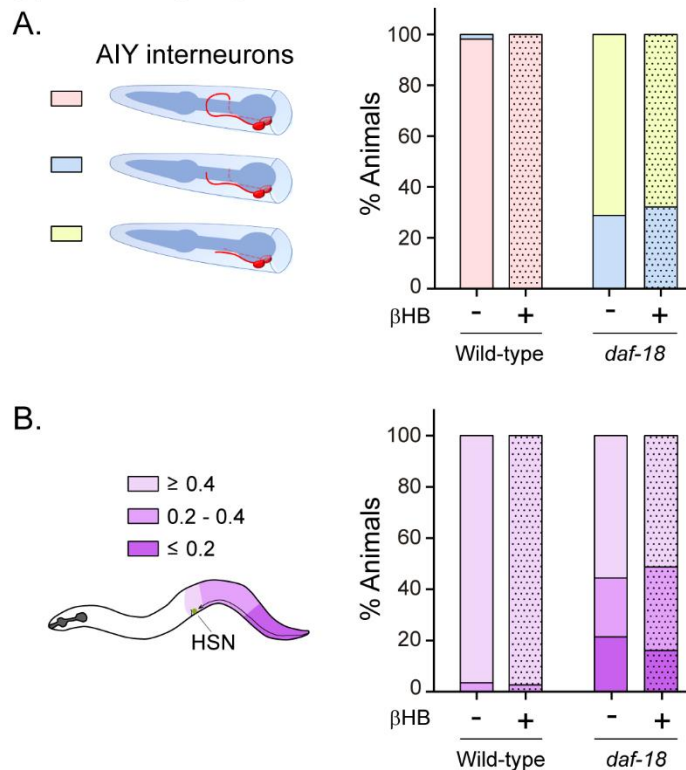 A.
AIY interneurons
% Animals
100
80
60
40
20
0
βHB
- + - +
Wild-type daf-18
B.
≥ 0.4
0.2 - 0.4
≤ 0.2
HSN
% Animals
100
80
60
40
20
0
βHB
- + - +
Wild-type daf-18